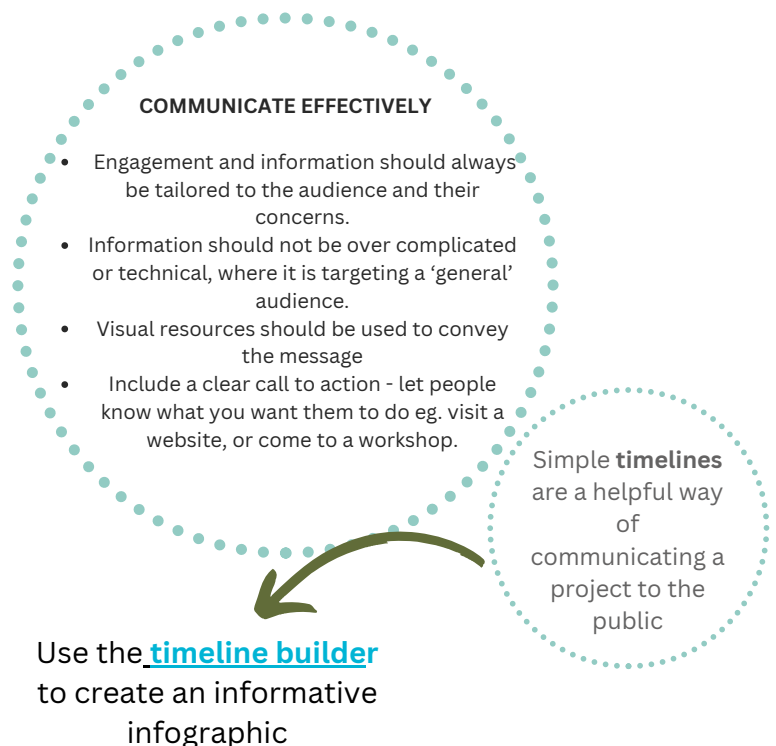 COMMUNICATE EFFECTIVELY
• Engagement and information should always
be tailored to the audience and their
concerns.
• Information should not be over complicated
or technical, where it is targeting a ‘general’
audience.
• Visual resources should be used to convey
the message
• Include a clear call to action - let people
know what you want them to do eg. visit a
website, or come to a workshop.
Simple timelines
are a helpful way
of
communicating a
project to the
public
Use the timeline builder
to create an informative
infographic